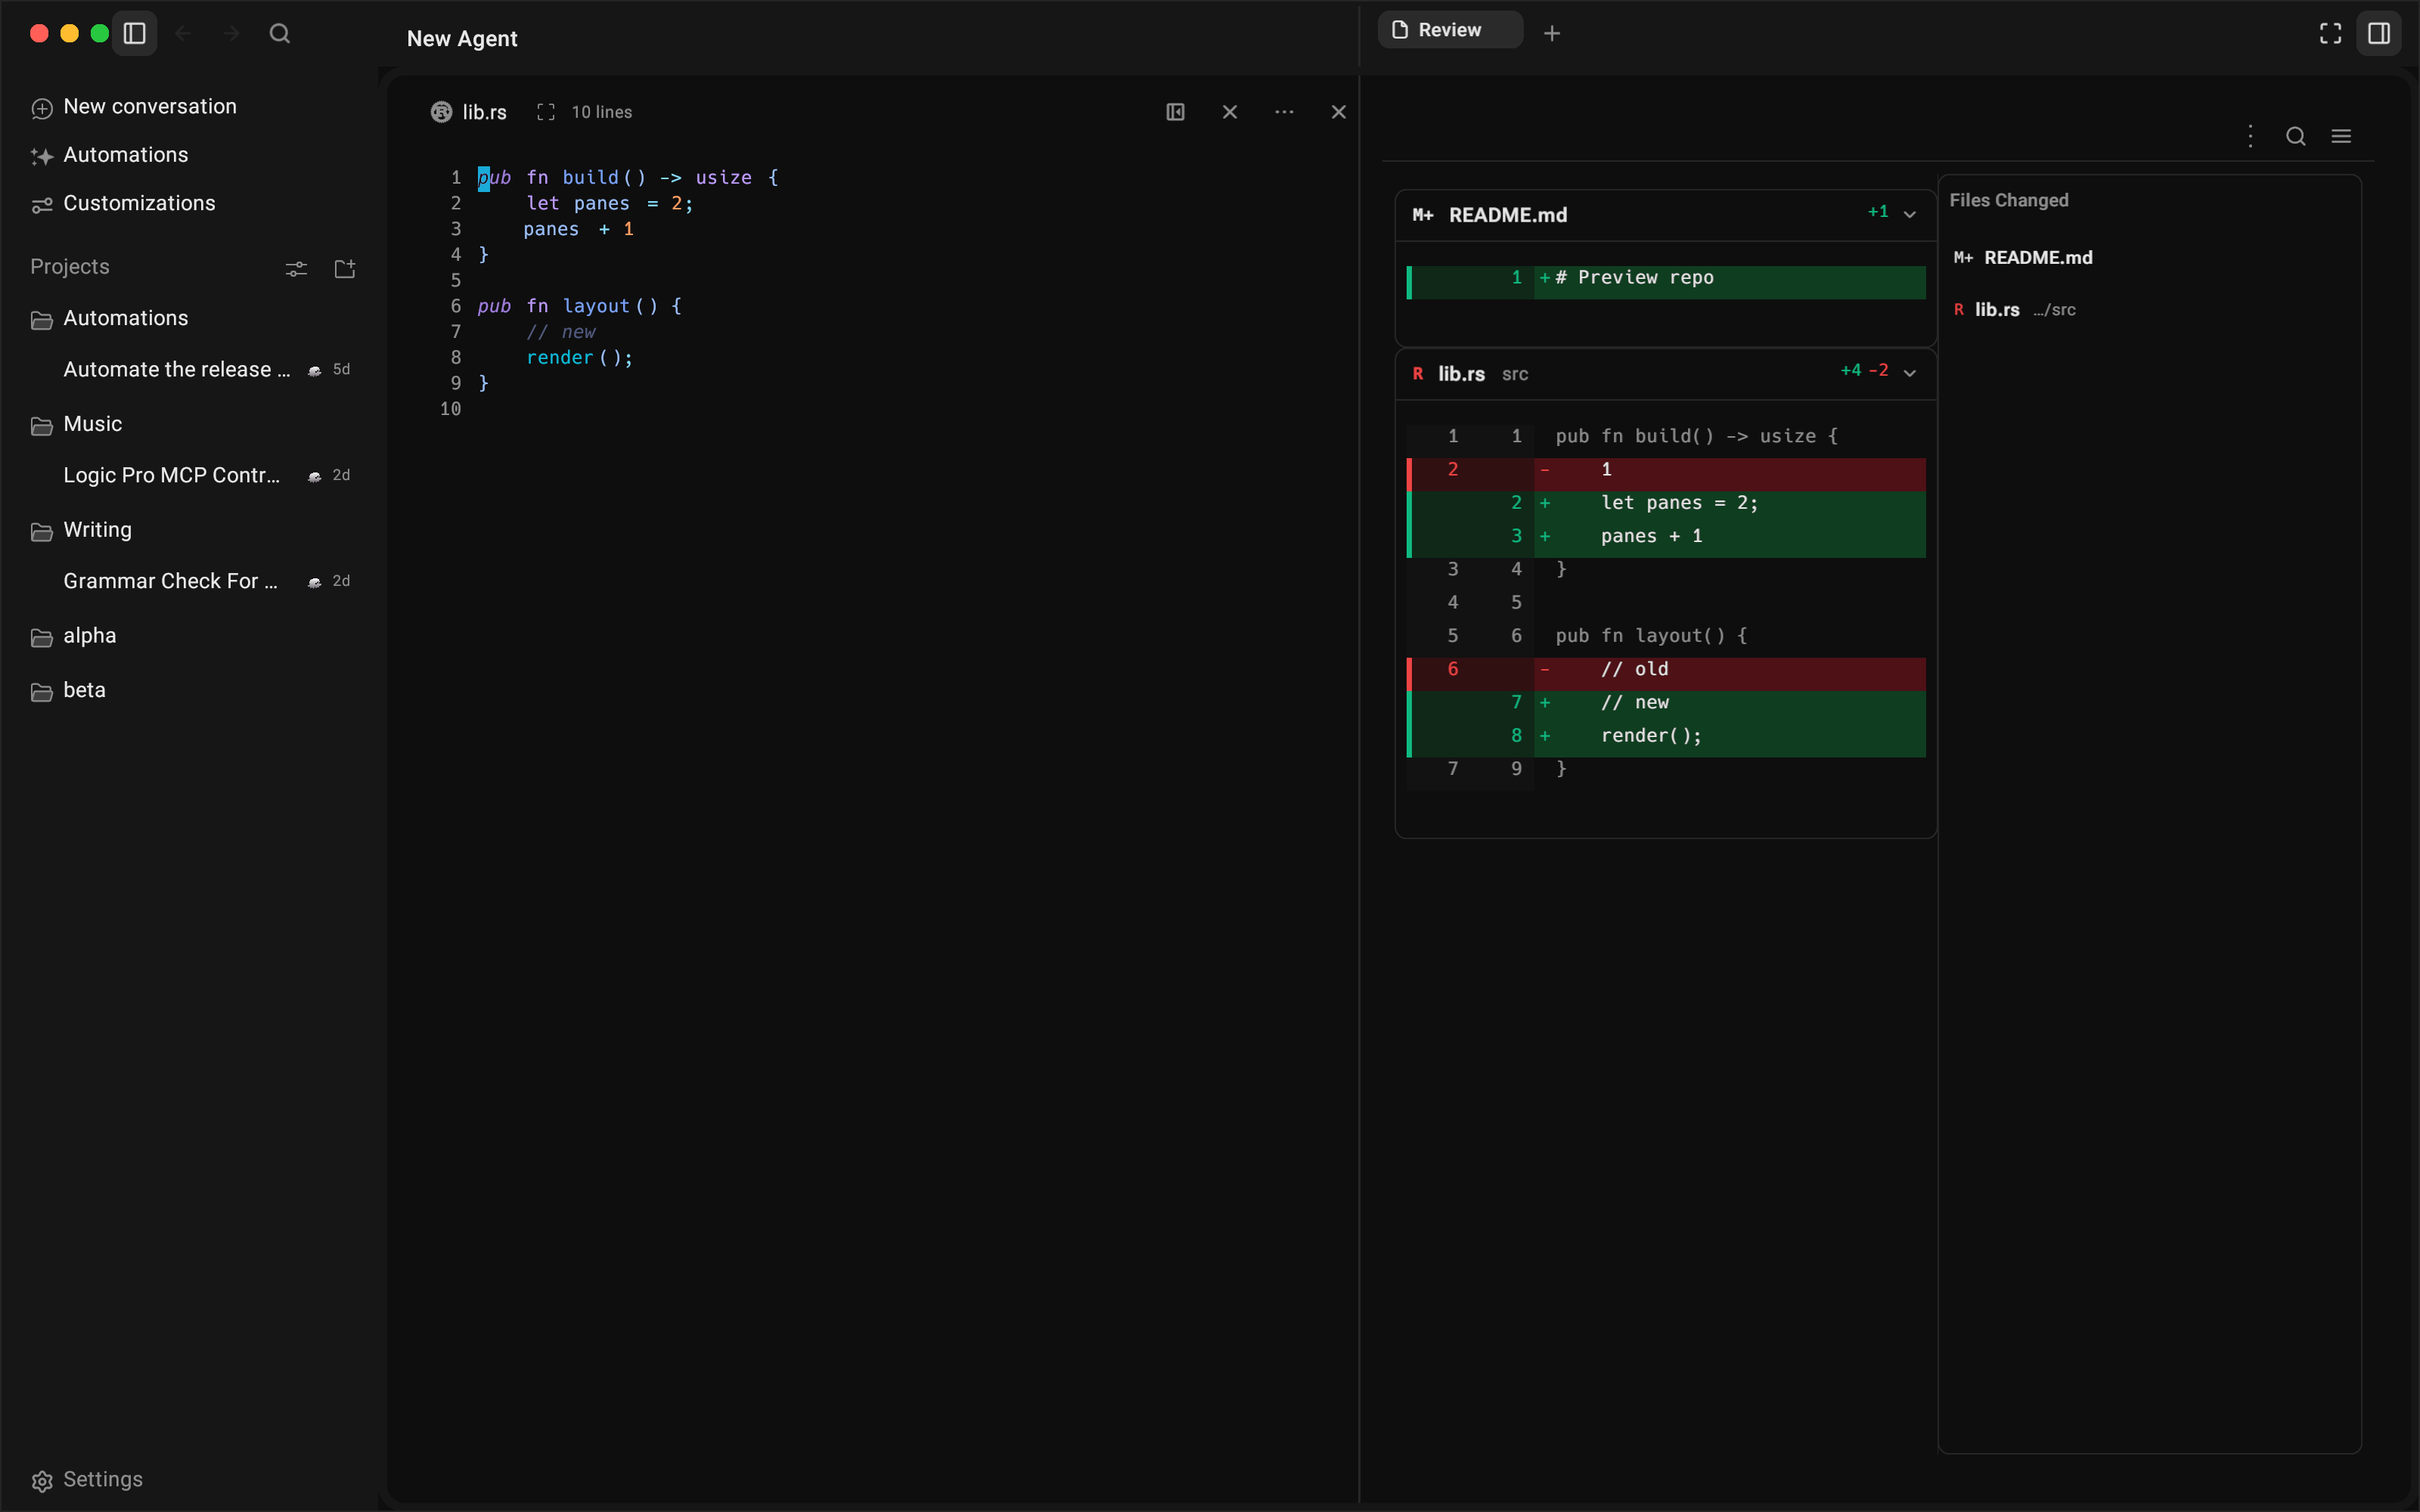 New Agent
Review
New conversation
Automations
Customizations
Projects
Automations
Automate the release ... 5d
Music
Logic Pro MCP Contr... 2d
Writing
Grammar Check For ... 2d
alpha
beta
Settings
lib.rs 10 lines
1 pub fn build() -> usize {
2     let panes = 2;
3     panes + 1
4 }
5
6 pub fn layout() {
7     // new
8     render();
9 }
10
M+ README.md +1
1 + # Preview repo
R lib.rs src +4 -2
1 1 pub fn build() -> usize {
2 -     1
2 +     let panes = 2;
3 +     panes + 1
3 4 }
4 5
5 6 pub fn layout() {
6 -     // old
7 +     // new
8 +     render();
7 9 }
Files Changed
M+ README.md
R lib.rs .../src